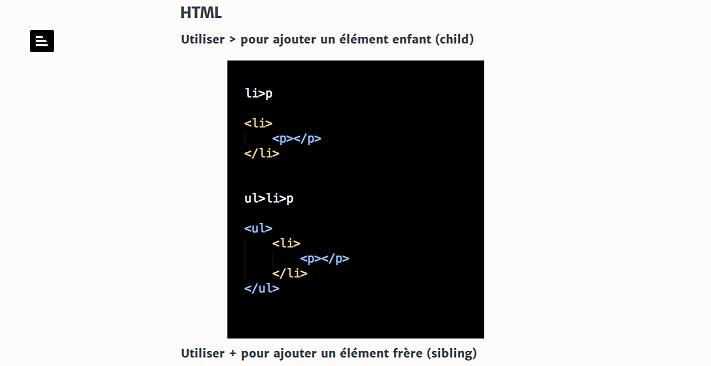 HTML
Utiliser > pour ajouter un élément enfant (child)
li>p
<li>
<p></p>
</li>
ul>li>p
<ul>
<li>
<p></p>
</li>
</ul>
Utiliser + pour ajouter un élément frère (sibling)